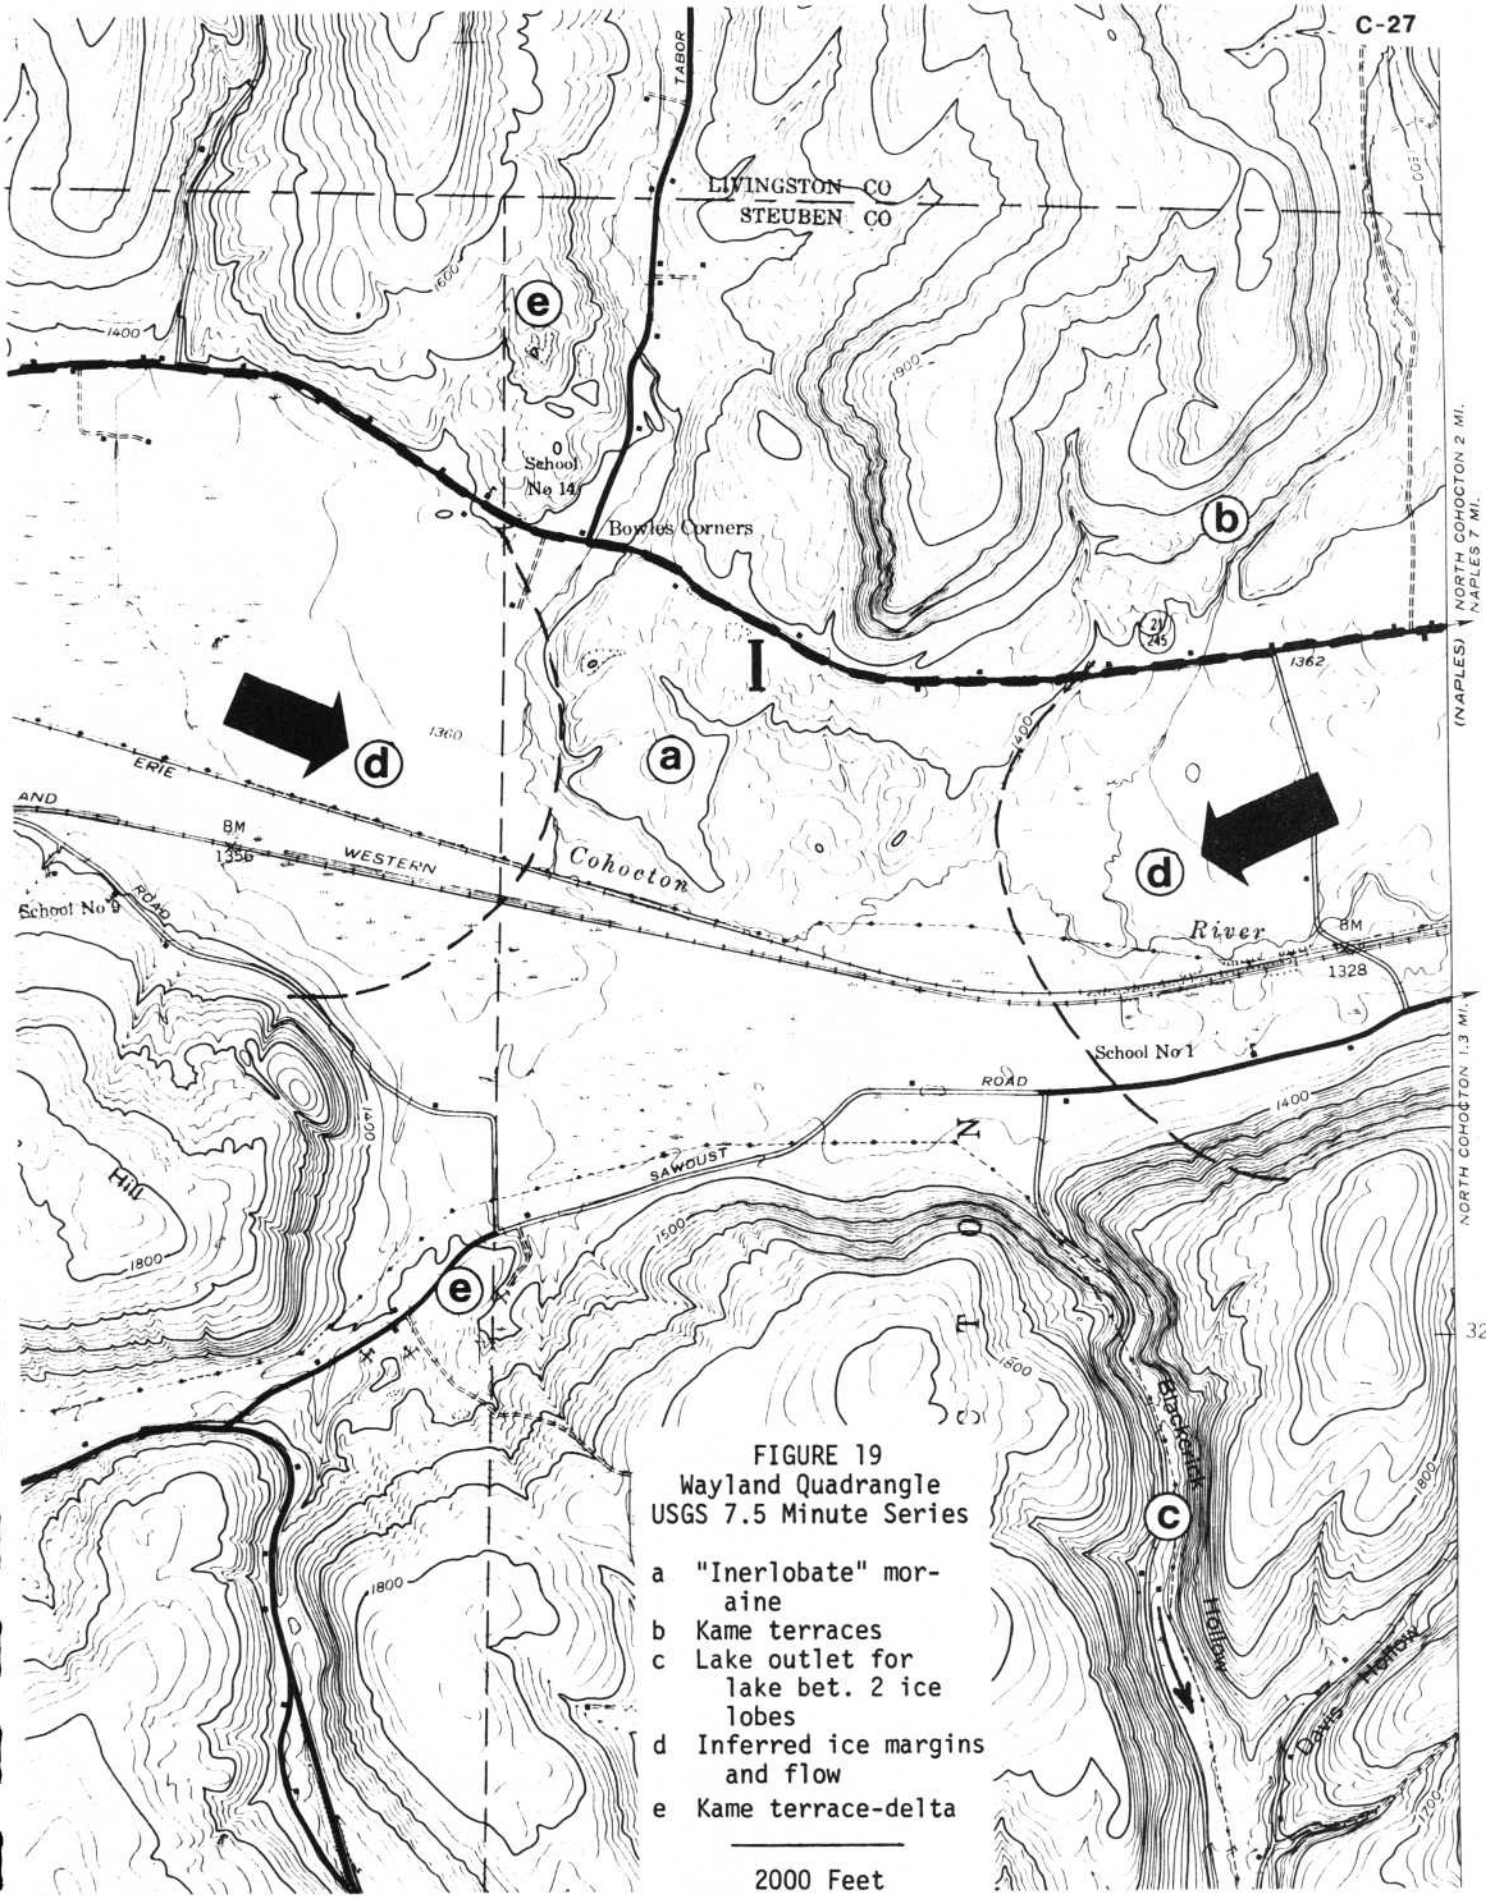 C-27
TABOR
LIVINGSTON CO
STEUBEN CO
1600
e
1400
1900
School
No 14
Bowles Corners
b
21
245
1362
(NAPLES)
NORTH COHOCTON 2 MI.
NAPLES 7 MI.
I
1400
1360
d
a
ERIE
AND
BM
1356
WESTERN
Cohocton
d
School No 9
ROAD
River
BM
1328
School No 1
NORTH COHOCTON 1.3 MI.
ROAD
1400
1400
N
SAWDUST
Hill
1800
1500
O
e
T
32
1800
Blackerick
Hollow
C
1800
c
1800
Davis Hollow
1700
FIGURE 19
Wayland Quadrangle
USGS 7.5 Minute Series
a "Inerlobate" mor-
aine
b Kame terraces
c Lake outlet for
lake bet. 2 ice
lobes
d Inferred ice margins
and flow
e Kame terrace-delta
2000 Feet